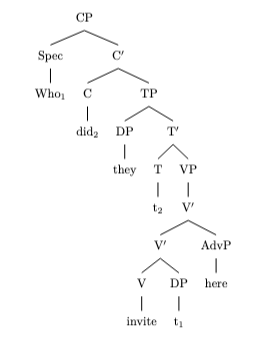 CP
Spec C′
Who₁ C TP
did₂ DP T′
they T VP
t₂ V′
V′ AdvP
V DP here
invite t₁